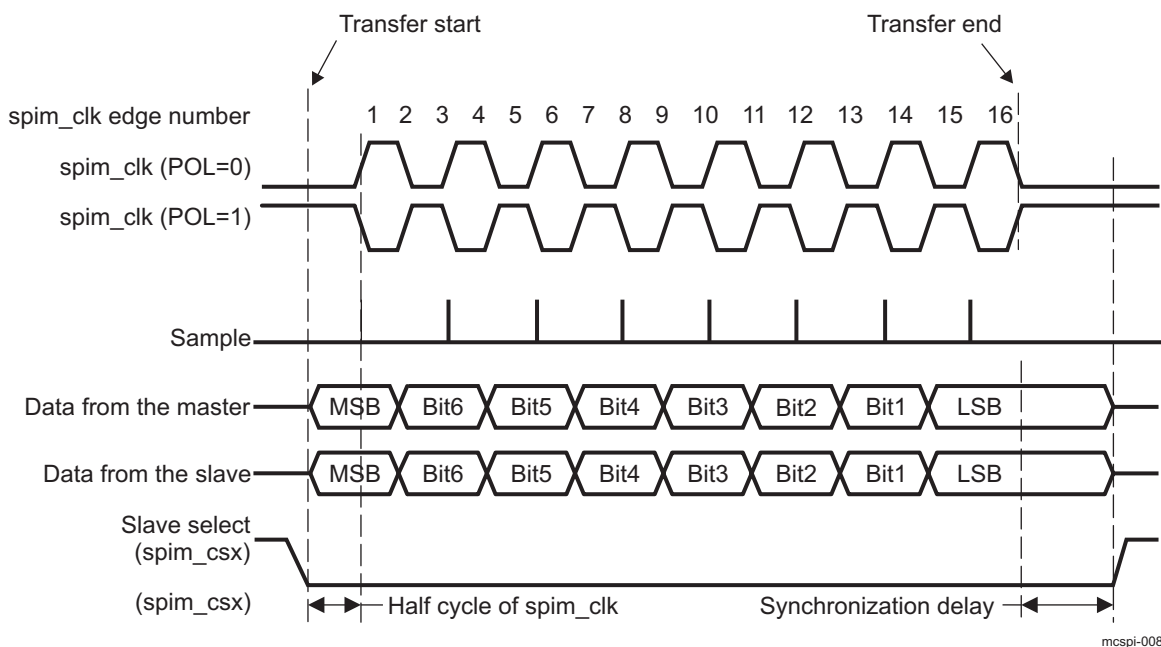 Transfer start
Transfer end
spim_clk edge number 1 2 3 4 5 6 7 8 9 10 11 12 13 14 15 16
spim_clk (POL=0)
spim_clk (POL=1)
Sample
Data from the master MSB Bit6 Bit5 Bit4 Bit3 Bit2 Bit1 LSB
Data from the slave MSB Bit6 Bit5 Bit4 Bit3 Bit2 Bit1 LSB
Slave select
(spim_csx)
(spim_csx) Half cycle of spim_clk Synchronization delay
mcspi-008